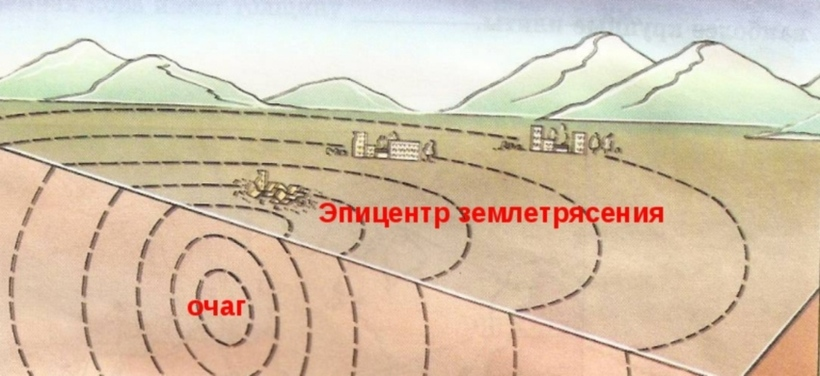 Эпицентр землетрясения
очаг